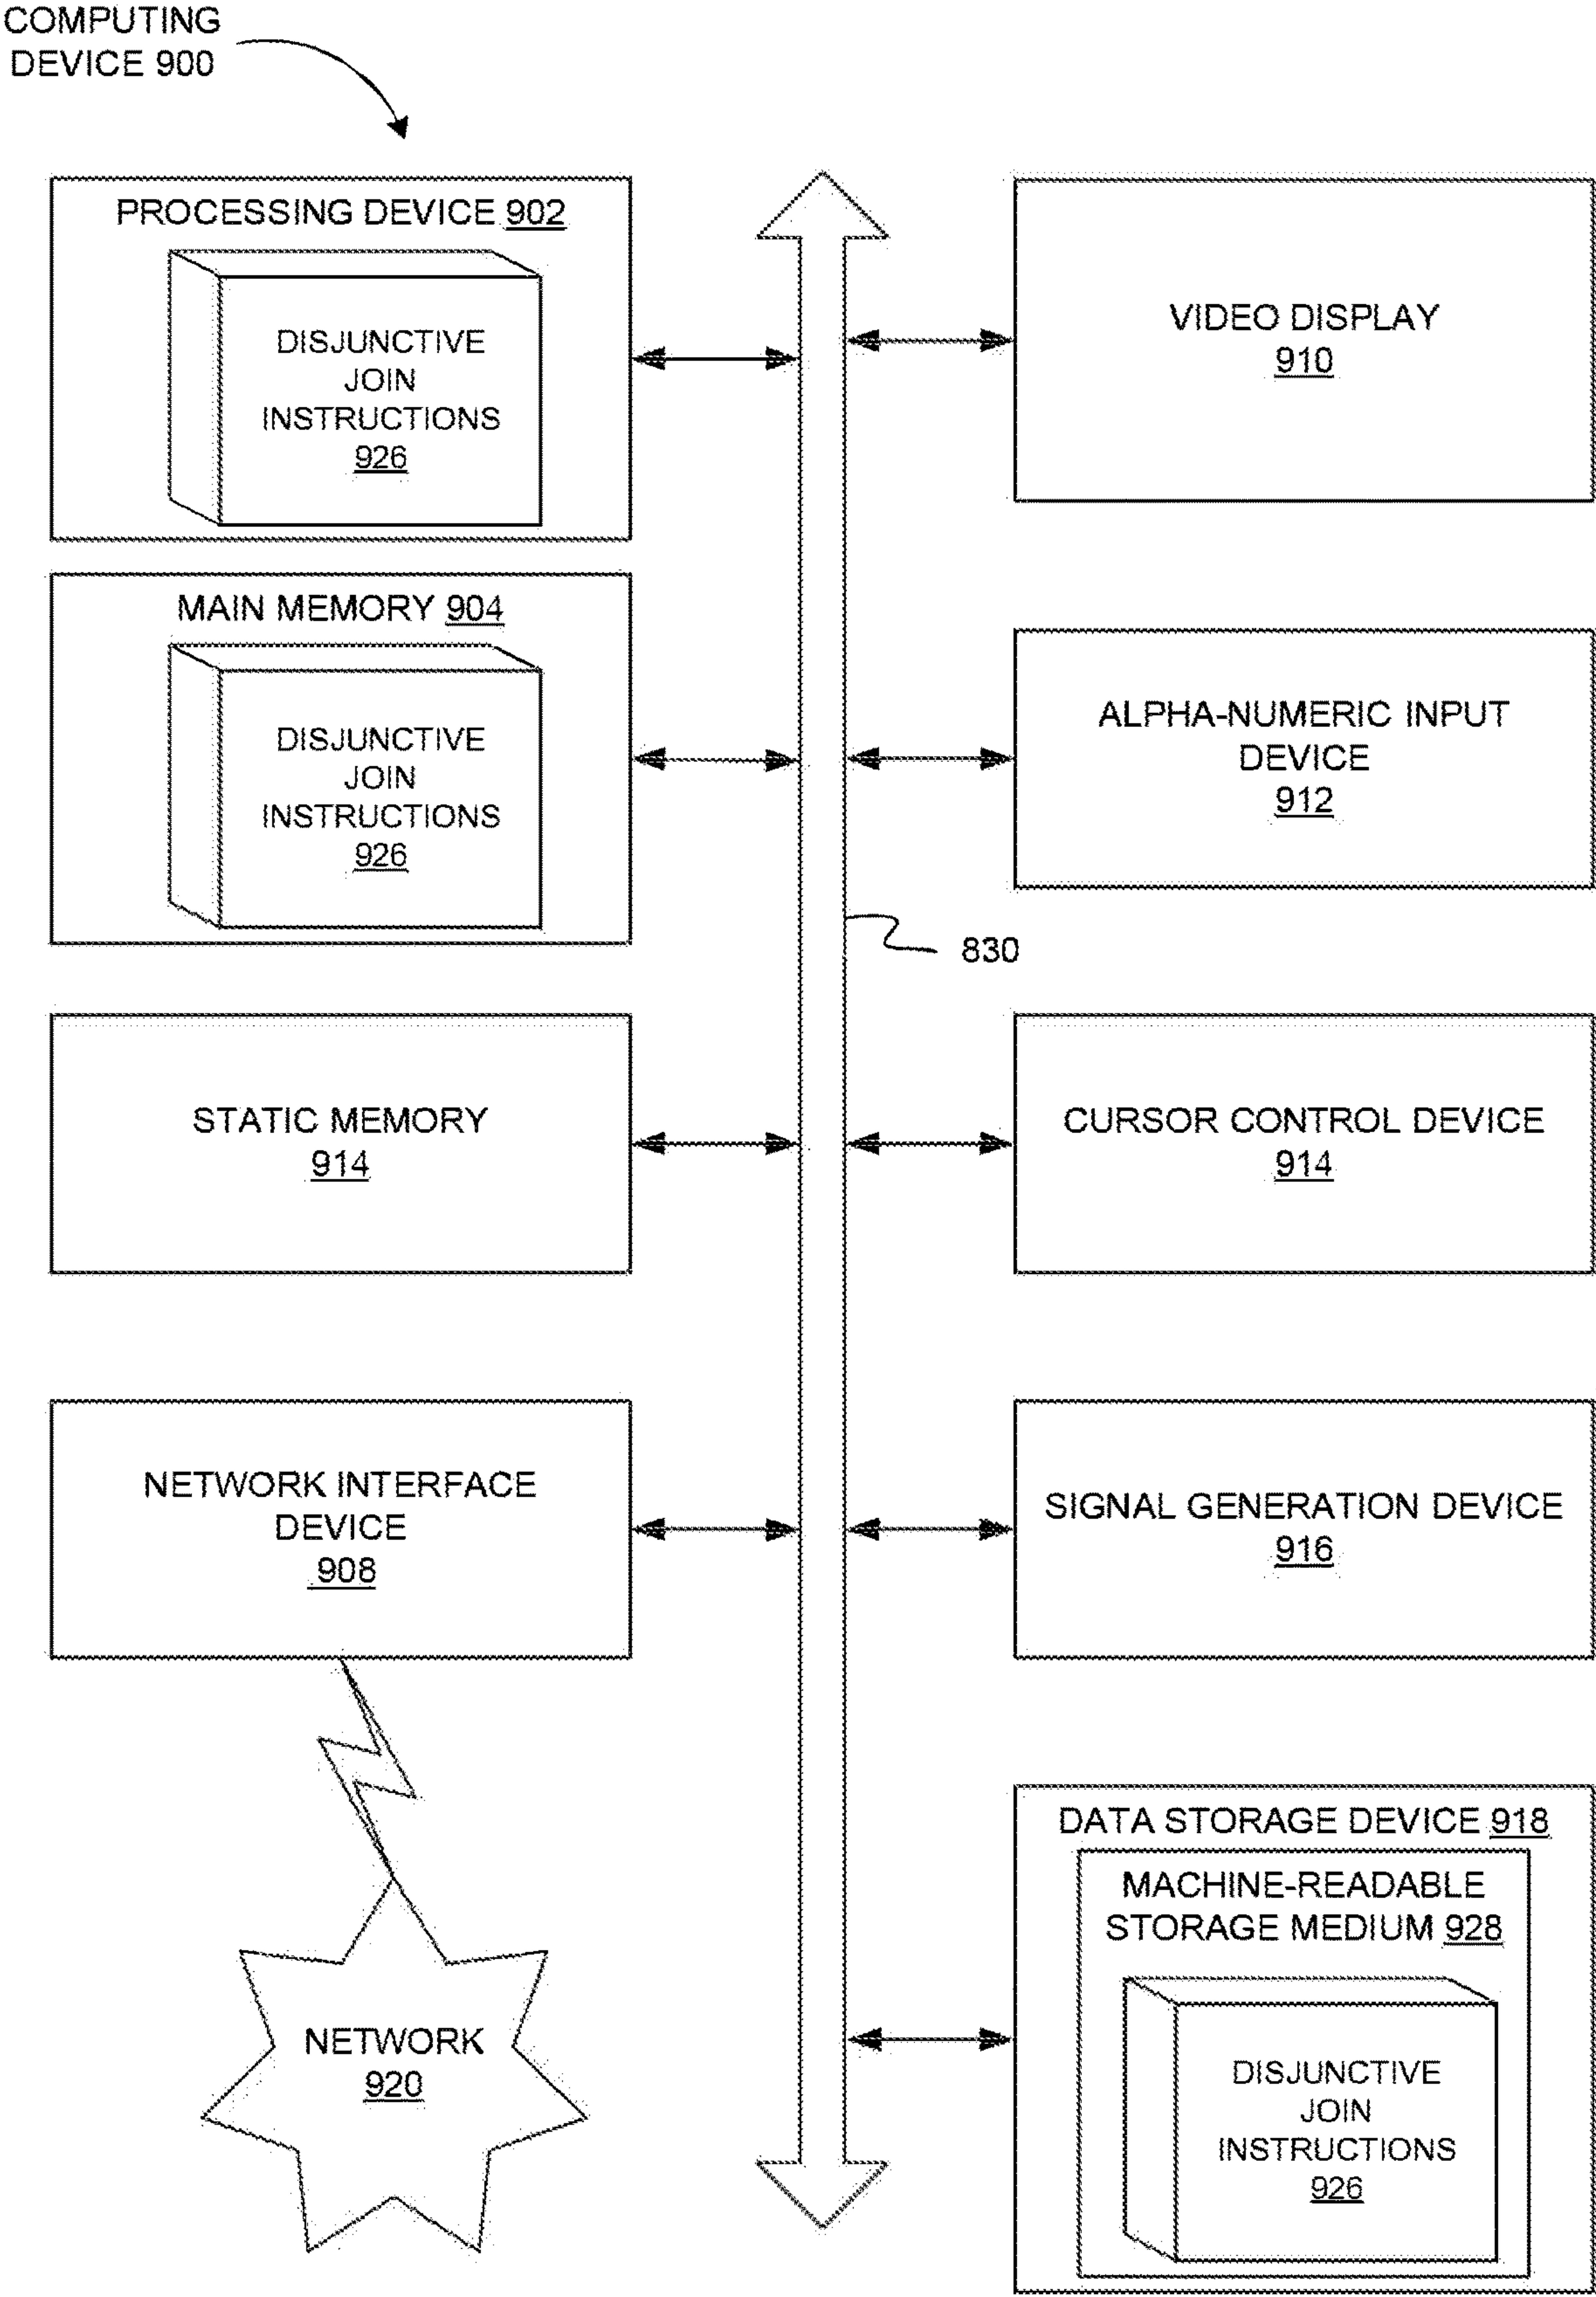 COMPUTING
DEVICE 900
PROCESSING DEVICE 902
DISJUNCTIVE
JOIN
INSTRUCTIONS
926
MAIN MEMORY 904
DISJUNCTIVE
JOIN
INSTRUCTIONS
926
STATIC MEMORY
914
NETWORK INTERFACE
DEVICE
908
NETWORK
920
830
VIDEO DISPLAY
910
ALPHA-NUMERIC INPUT
DEVICE
912
CURSOR CONTROL DEVICE
914
SIGNAL GENERATION DEVICE
916
DATA STORAGE DEVICE 918
MACHINE-READABLE
STORAGE MEDIUM 928
DISJUNCTIVE
JOIN
INSTRUCTIONS
926